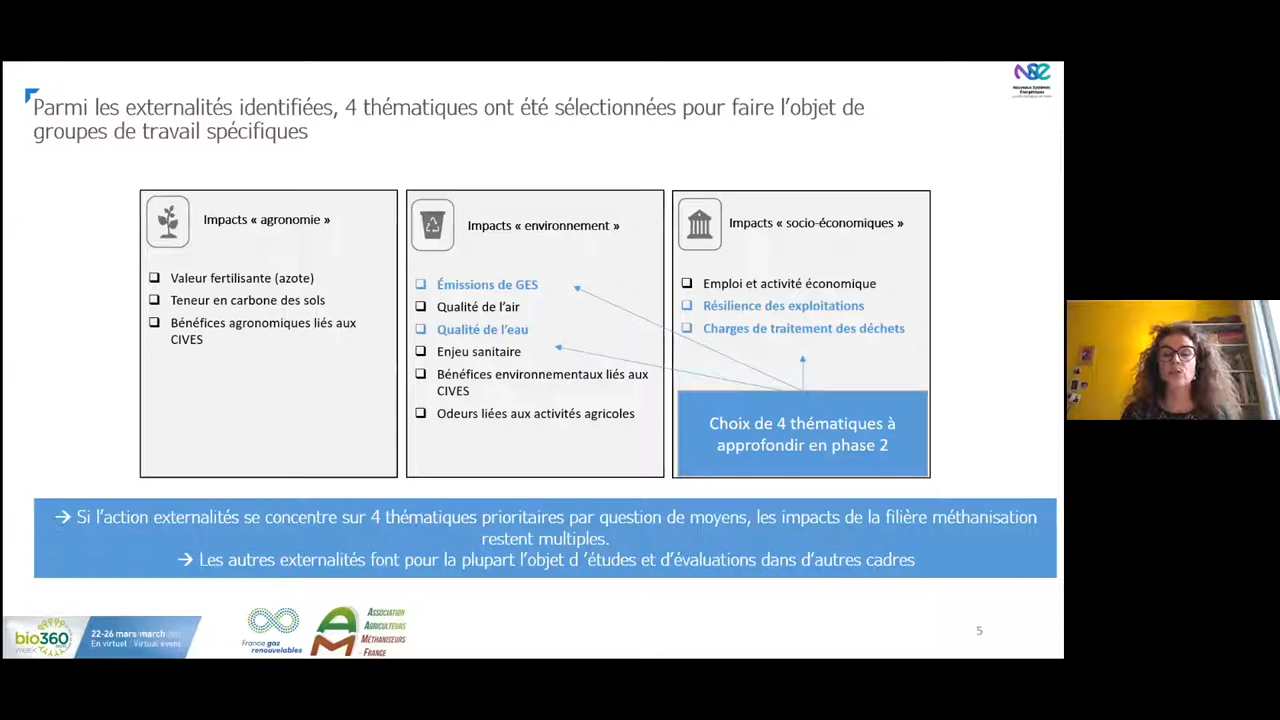 Parmi les externalités identifiées, 4 thématiques ont été sélectionnées pour faire l'objet de
groupes de travail spécifiques
Nouveaux Systèmes
Énergétiques
Impacts « agronomie »
❑ Valeur fertilisante (azote)
❑ Teneur en carbone des sols
❑ Bénéfices agronomiques liés aux
CIVES
Impacts « environnement »
❑ Émissions de GES
❑ Qualité de l'air
❑ Qualité de l'eau
❑ Enjeu sanitaire
❑ Bénéfices environnementaux liés aux
CIVES
❑ Odeurs liées aux activités agricoles
Impacts « socio-économiques »
❑ Emploi et activité économique
❑ Résilience des exploitations
❑ Charges de traitement des déchets
Choix de 4 thématiques à
approfondir en phase 2
→ Si l'action externalités se concentre sur 4 thématiques prioritaires par question de moyens, les impacts de la filière méthanisation
restent multiples.
→ Les autres externalités font pour la plupart l'objet d 'études et d'évaluations dans d'autres cadres
bio360
WEEK
22-26 mars/march
En virtuel | Virtual event
France gaz
renouvelables
ASSOCIATION
AGRICULTEURS
MÉTHANISEURS
FRANCE
5